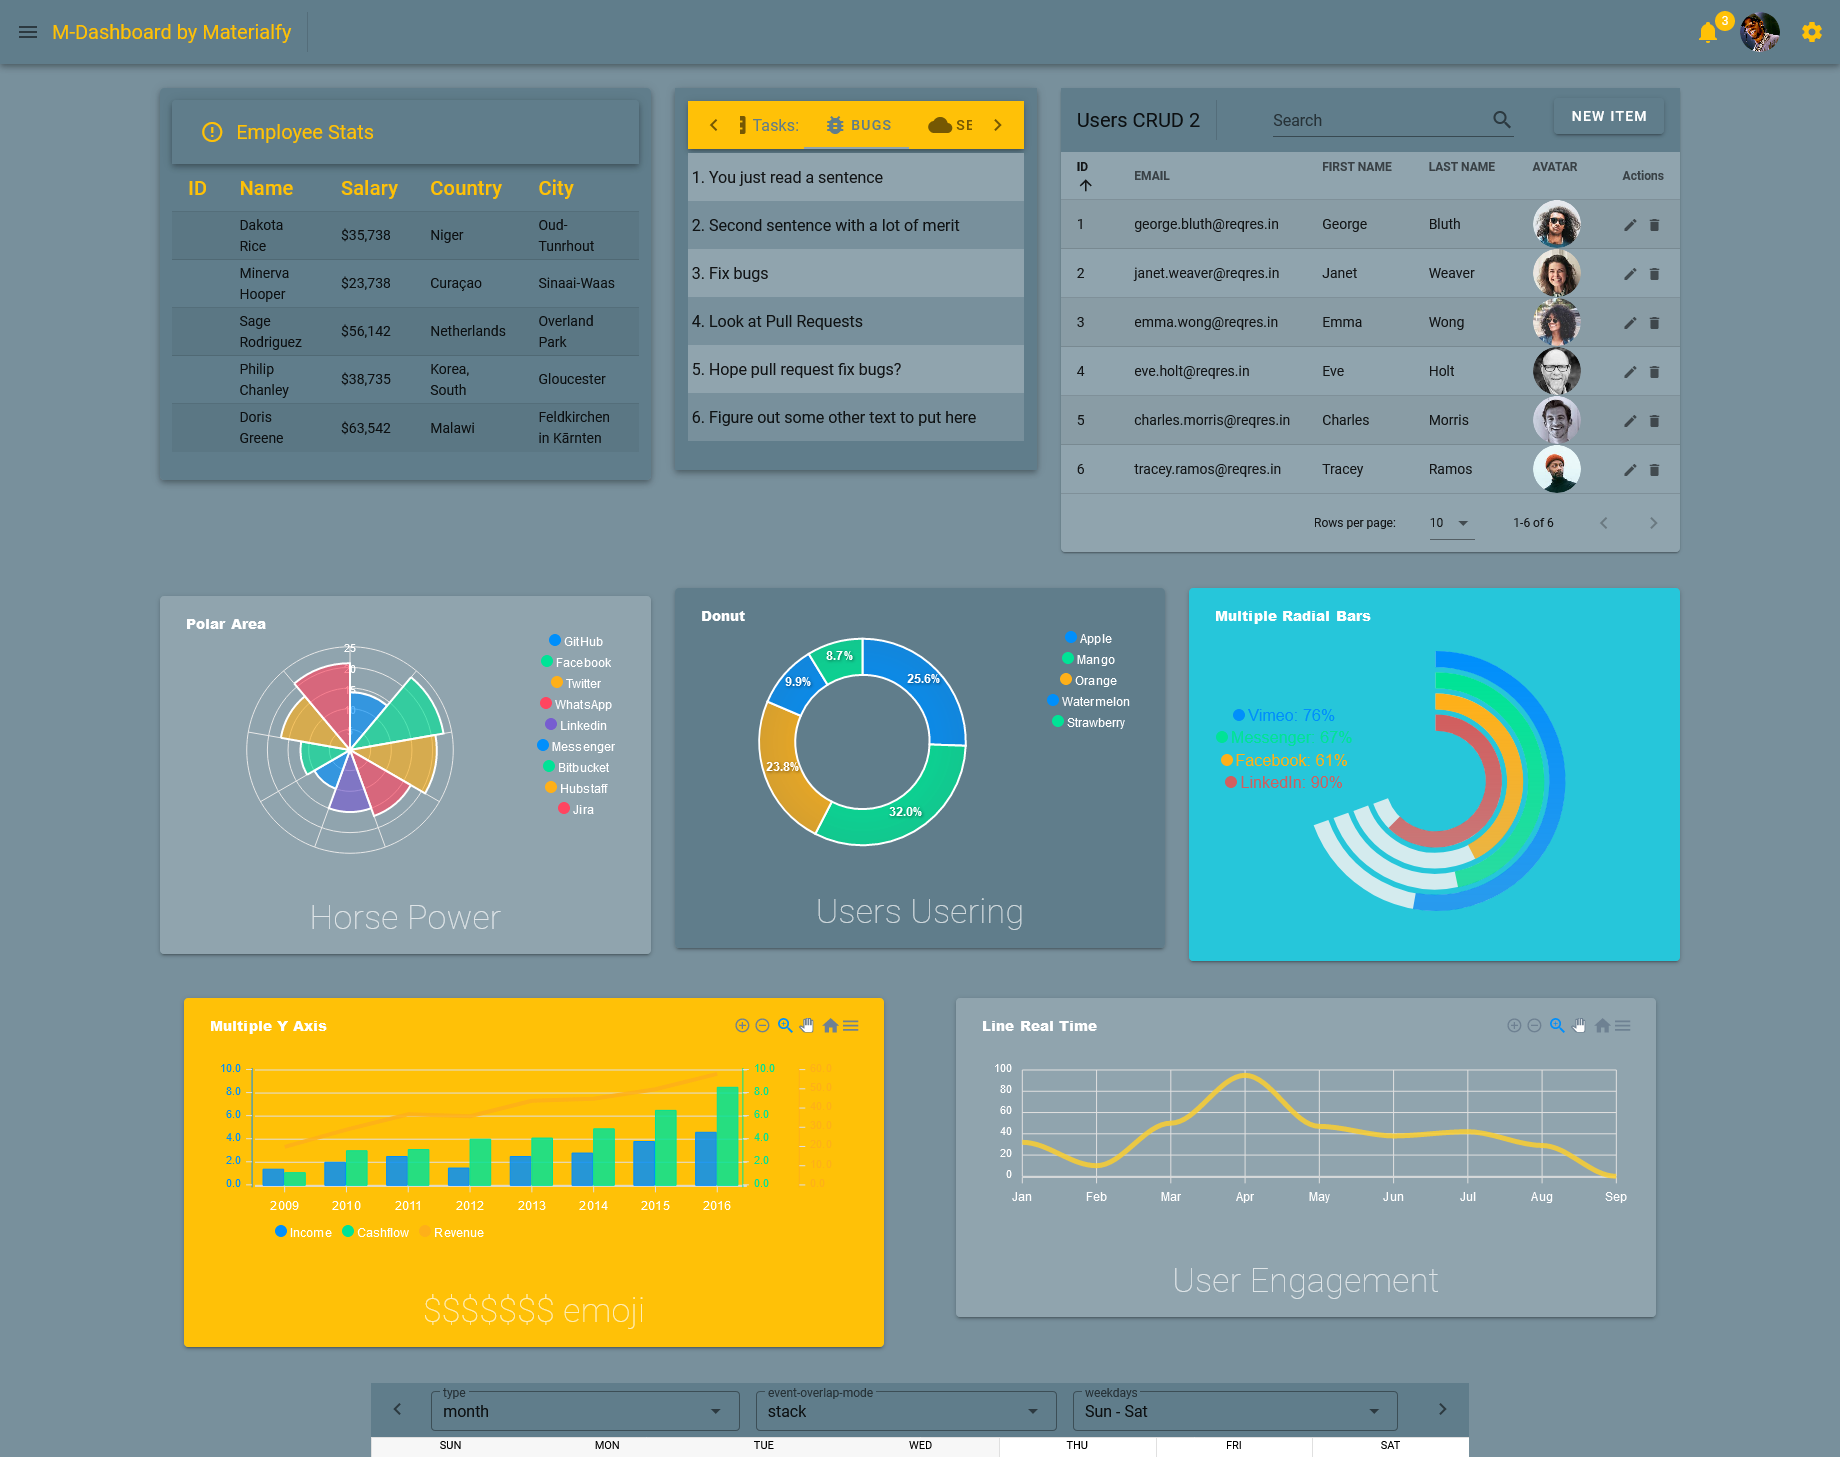 M-Dashboard by Materialfy
3
Employee Stats
ID Name Salary Country City
Dakota Rice $35,738 Niger Oud-Tunrhout
Minerva Hooper $23,738 Curaçao Sinaai-Waas
Sage Rodriguez $56,142 Netherlands Overland Park
Philip Chanley $38,735 Korea, South Gloucester
Doris Greene $63,542 Malawi Feldkirchen in Kārnten
Tasks: BUGS SE
1. You just read a sentence
2. Second sentence with a lot of merit
3. Fix bugs
4. Look at Pull Requests
5. Hope pull request fix bugs?
6. Figure out some other text to put here
Users CRUD 2 Search NEW ITEM
ID EMAIL FIRST NAME LAST NAME AVATAR Actions
1 george.bluth@reqres.in George Bluth
2 janet.weaver@reqres.in Janet Weaver
3 emma.wong@reqres.in Emma Wong
4 eve.holt@reqres.in Eve Holt
5 charles.morris@reqres.in Charles Morris
6 tracey.ramos@reqres.in Tracey Ramos
Rows per page: 10 1-6 of 6
Polar Area
25
15
10
GitHub
Facebook
Twitter
WhatsApp
Linkedin
Messenger
Bitbucket
Hubstaff
Jira
Horse Power
Donut
8.7%
25.6%
9.9%
23.8%
32.0%
Apple
Mango
Orange
Watermelon
Strawberry
Users Usering
Multiple Radial Bars
Vimeo: 76%
Facebook: 61%
LinkedIn: 90%
Multiple Y Axis
10.0 10.0
8.0 8.0
6.0 6.0
4.0 4.0
2.0 2.0
0.0 0.0
2009 2010 2011 2012 2013 2014 2015 2016
Income Cashflow Revenue
$$$$$$$ emoji
Line Real Time
100
80
60
40
20
0
Jan Feb Mar Apr May Jun Jul Aug Sep
User Engagement
type event-overlap-mode weekdays
month stack Sun - Sat
SUN MON TUE WED THU FRI SAT